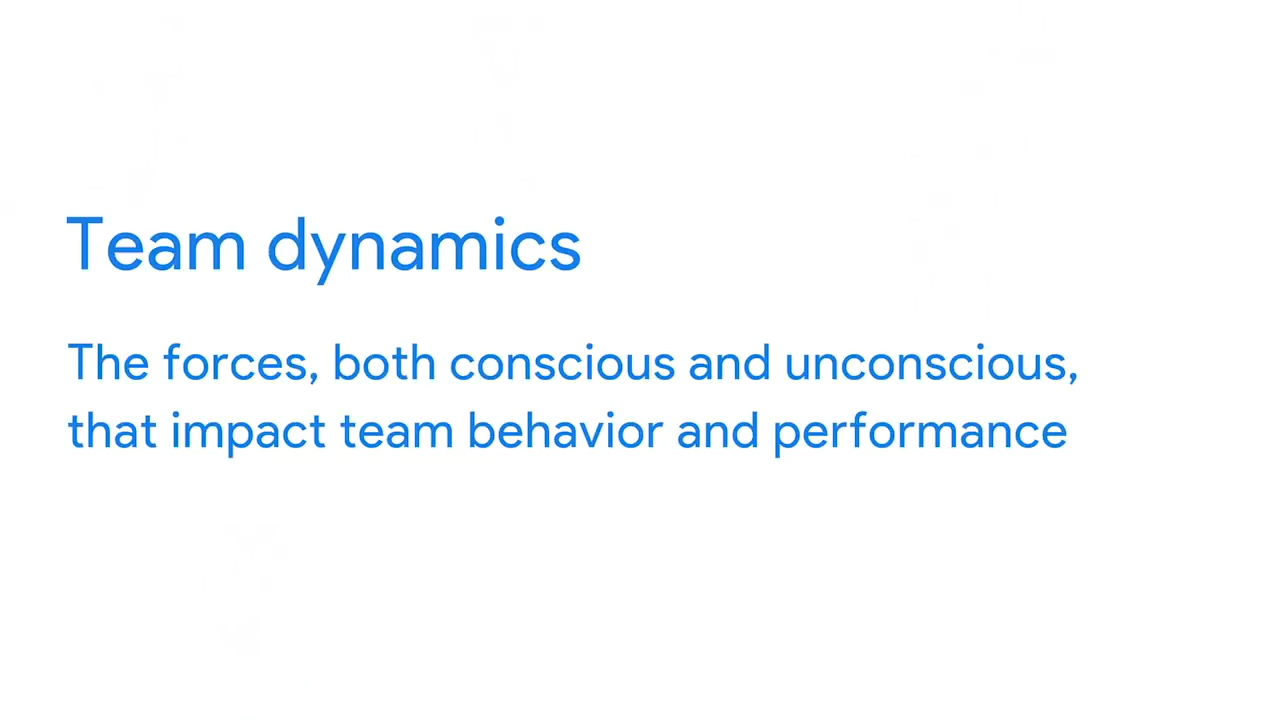 Team dynamics
The forces, both conscious and unconscious,
that impact team behavior and performance